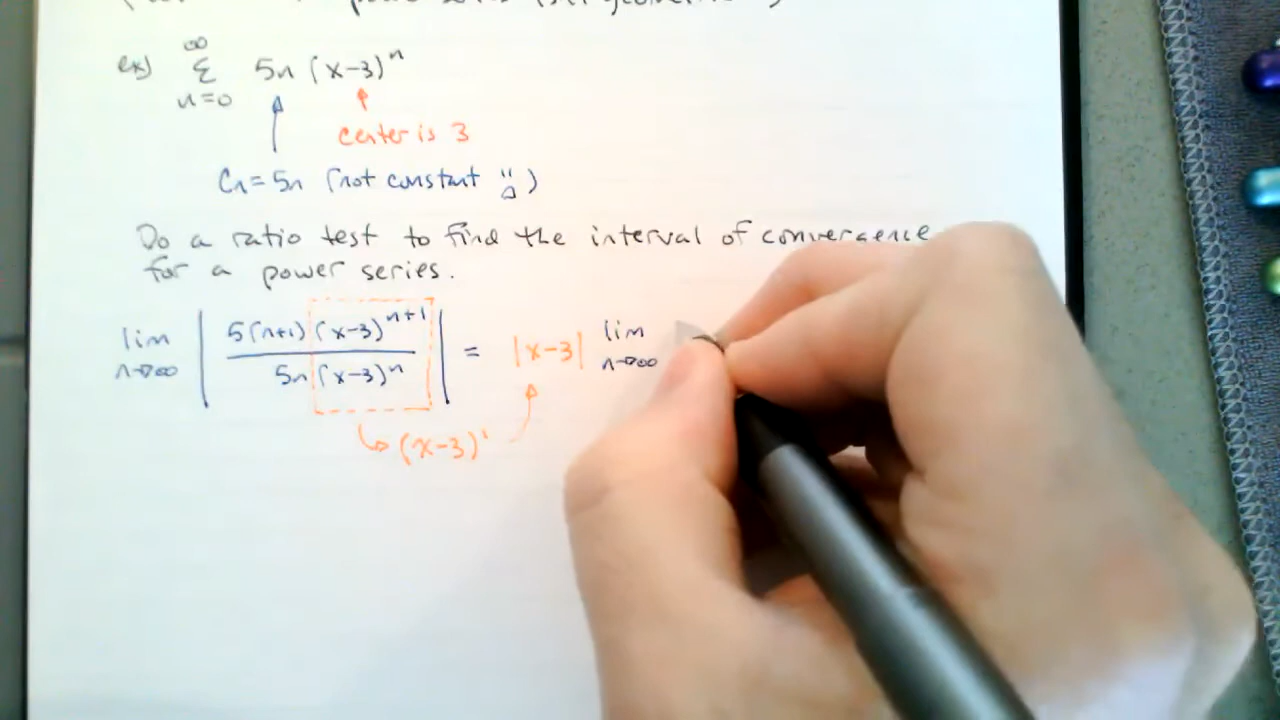 ex) ∞ Σ n=0 5n (x-3)^n
center is 3
Cn=5n (not constant )
Do a ratio test to find the interval of convergence
for a power series.
lim n→∞ | 5(n+1)(x-3)^(n+1) / 5n(x-3)^n | = |x-3| lim n→∞
↳ (x-3)^1